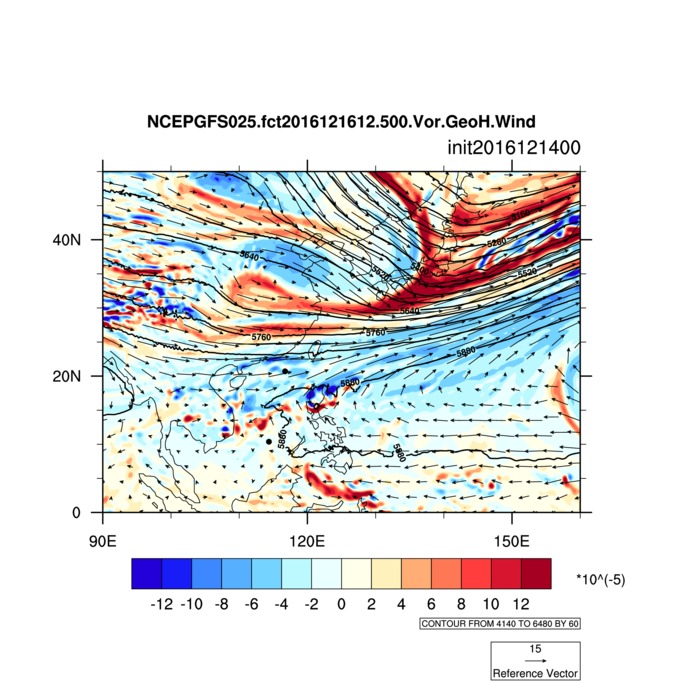 NCEPGFS025.fct2016121612.500.Vor.GeoH.Wind
init2016121400
40N
20N
0
90E 120E 150E
5640
5280
5520
5640
5760
5760
5880
5880
5880
5880
-12 -10 -8 -6 -4 -2 0 2 4 6 8 10 12
*10^(-5)
CONTOUR FROM 4140 TO 6480 BY 60
15
Reference Vector